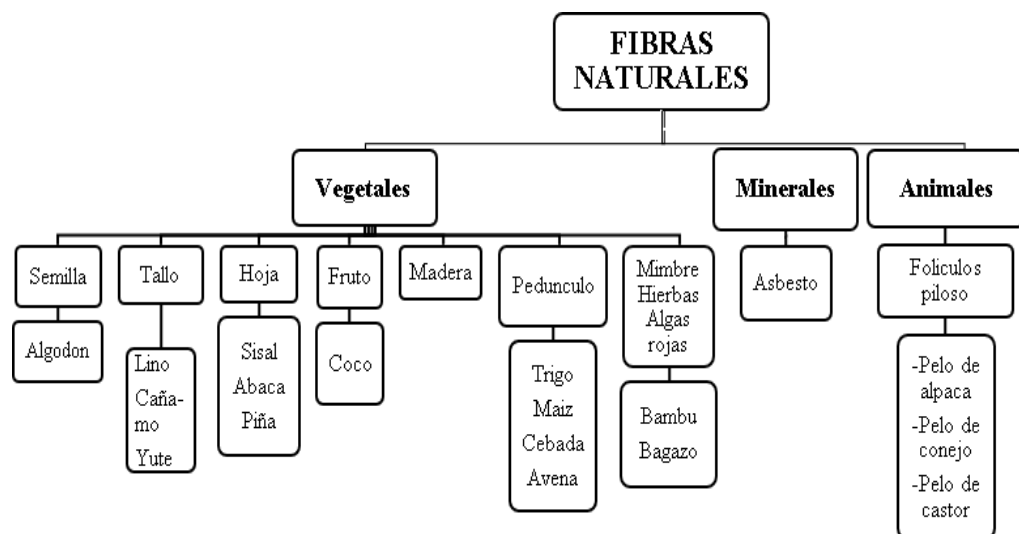 FIBRAS
NATURALES
Vegetales
Minerales
Animales
Semilla
Tallo
Hoja
Fruto
Madera
Pedunculo
Mimbre
Hierbas
Algas
rojas
Asbesto
Foliculos
piloso
Algodon
Lino
Caña-
mo
Yute
Sisal
Abaca
Piña
Coco
Trigo
Maiz
Cebada
Avena
Bambu
Bagazo
-Pelo de
alpaca
-Pelo de
conejo
-Pelo de
castor